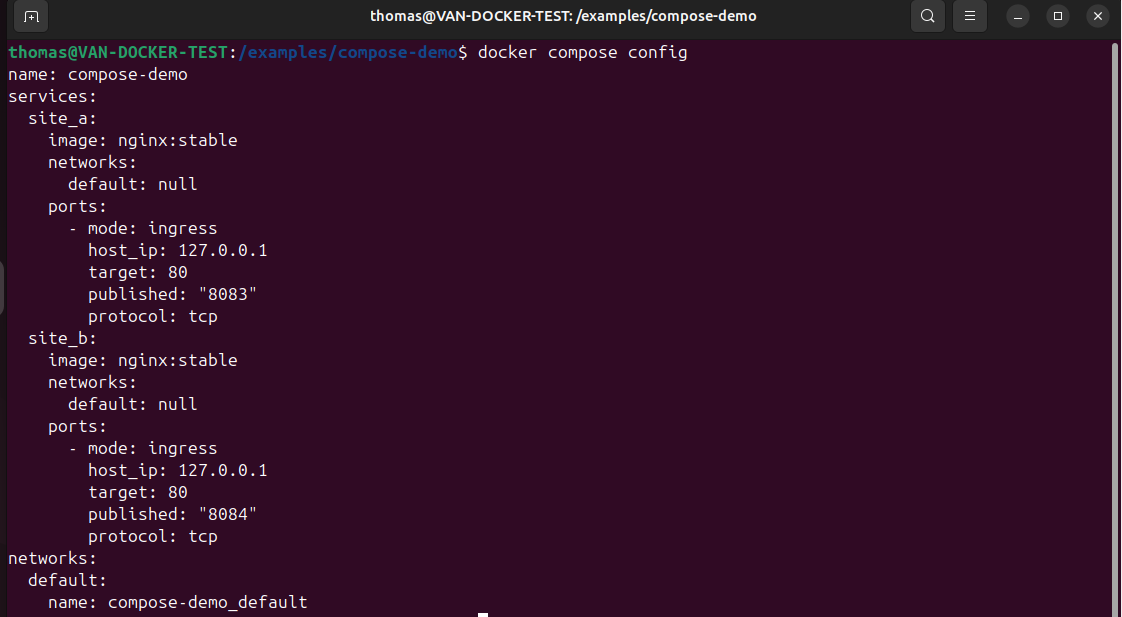 thomas@VAN-DOCKER-TEST: /examples/compose-demo
thomas@VAN-DOCKER-TEST:/examples/compose-demo$ docker compose config
name: compose-demo
services:
  site_a:
    image: nginx:stable
    networks:
      default: null
    ports:
      - mode: ingress
        host_ip: 127.0.0.1
        target: 80
        published: "8083"
        protocol: tcp
  site_b:
    image: nginx:stable
    networks:
      default: null
    ports:
      - mode: ingress
        host_ip: 127.0.0.1
        target: 80
        published: "8084"
        protocol: tcp
networks:
  default:
    name: compose-demo_default